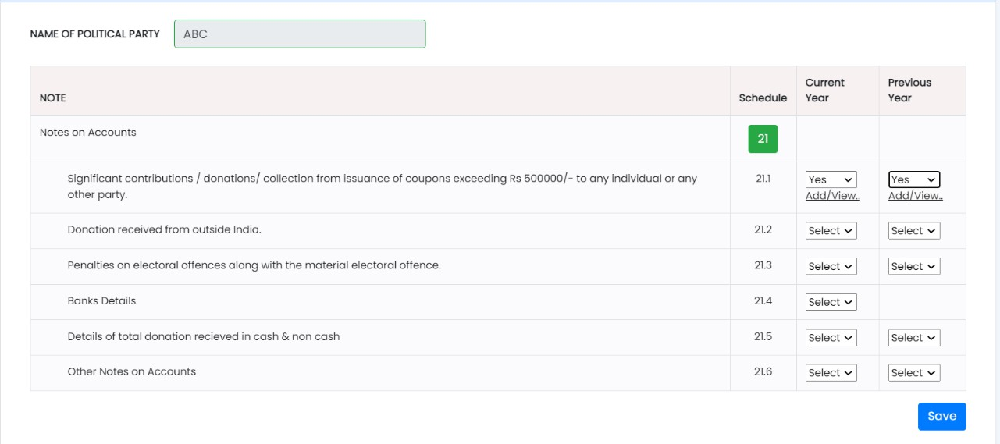 NAME OF POLITICAL PARTY ABC
Current Previous
NOTE Schedule Year Year
Notes on Accounts 21
Significant contributions / donations/ collection from issuance of coupons exceeding Rs 500000/- to any individual or any 21.1 Yes Yes
other party. Add/View.. Add/View..
Donation received from outside India. 21.2 Select Select
Penalties on electoral offences along with the material electoral offence. 21.3 Select Select
Banks Details 21.4 Select
Details of total donation recieved in cash & non cash 21.5 Select Select
Other Notes on Accounts 21.6 Select Select
Save